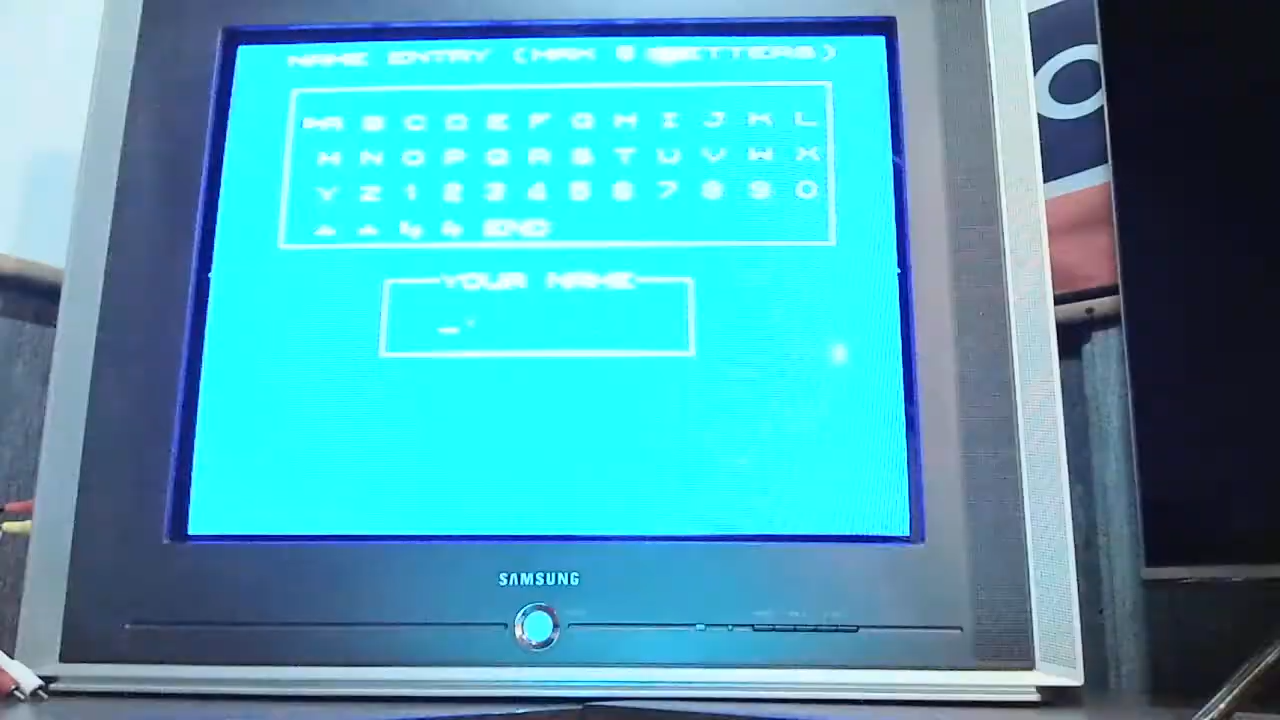 NAME ENTRY (MAX 8 LETTERS)
A B C D E F G H I J K L
M N O P Q R S T U V W X
Y Z 1 2 3 4 5 6 7 8 9 0
END
YOUR NAME
SAMSUNG